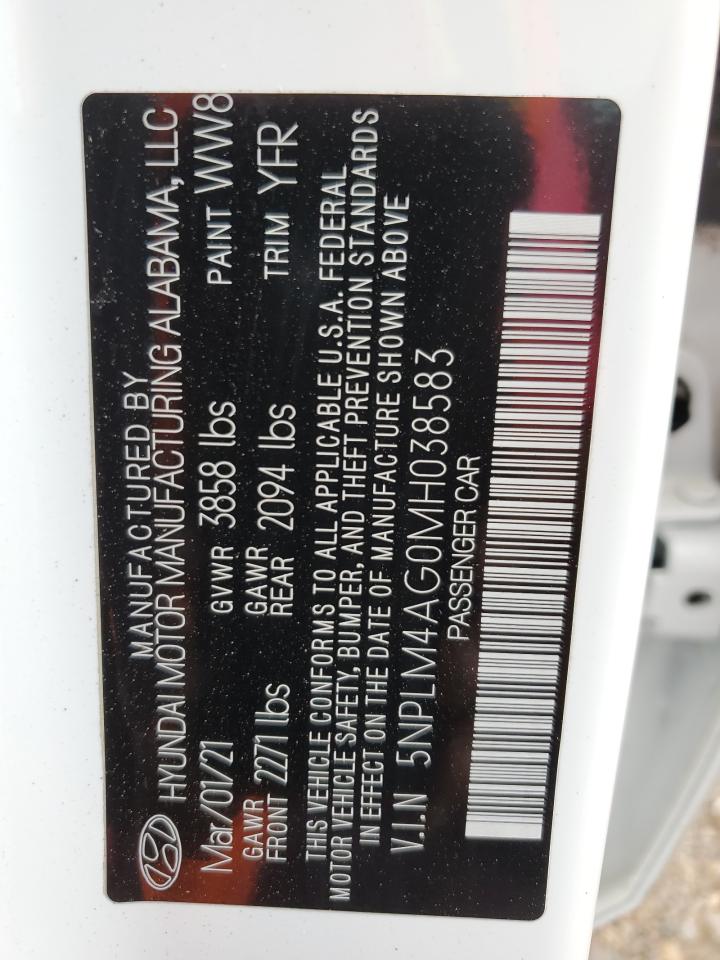 MANUFACTURED BY
HYUNDAI MOTOR MANUFACTURING ALABAMA, LLC
Mar/01/21 GVWR 3858 lbs PAINT WW8
GAWR FRONT 2271 lbs GAWR REAR 2094 lbs TRIM YFR
THIS VEHICLE CONFORMS TO ALL APPLICABLE U.S.A. FEDERAL
MOTOR VEHICLE SAFETY, BUMPER, AND THEFT PREVENTION STANDARDS
IN EFFECT ON THE DATE OF MANUFACTURE SHOWN ABOVE
V.I.N 5NPLM4AG0MH038583
PASSENGER CAR